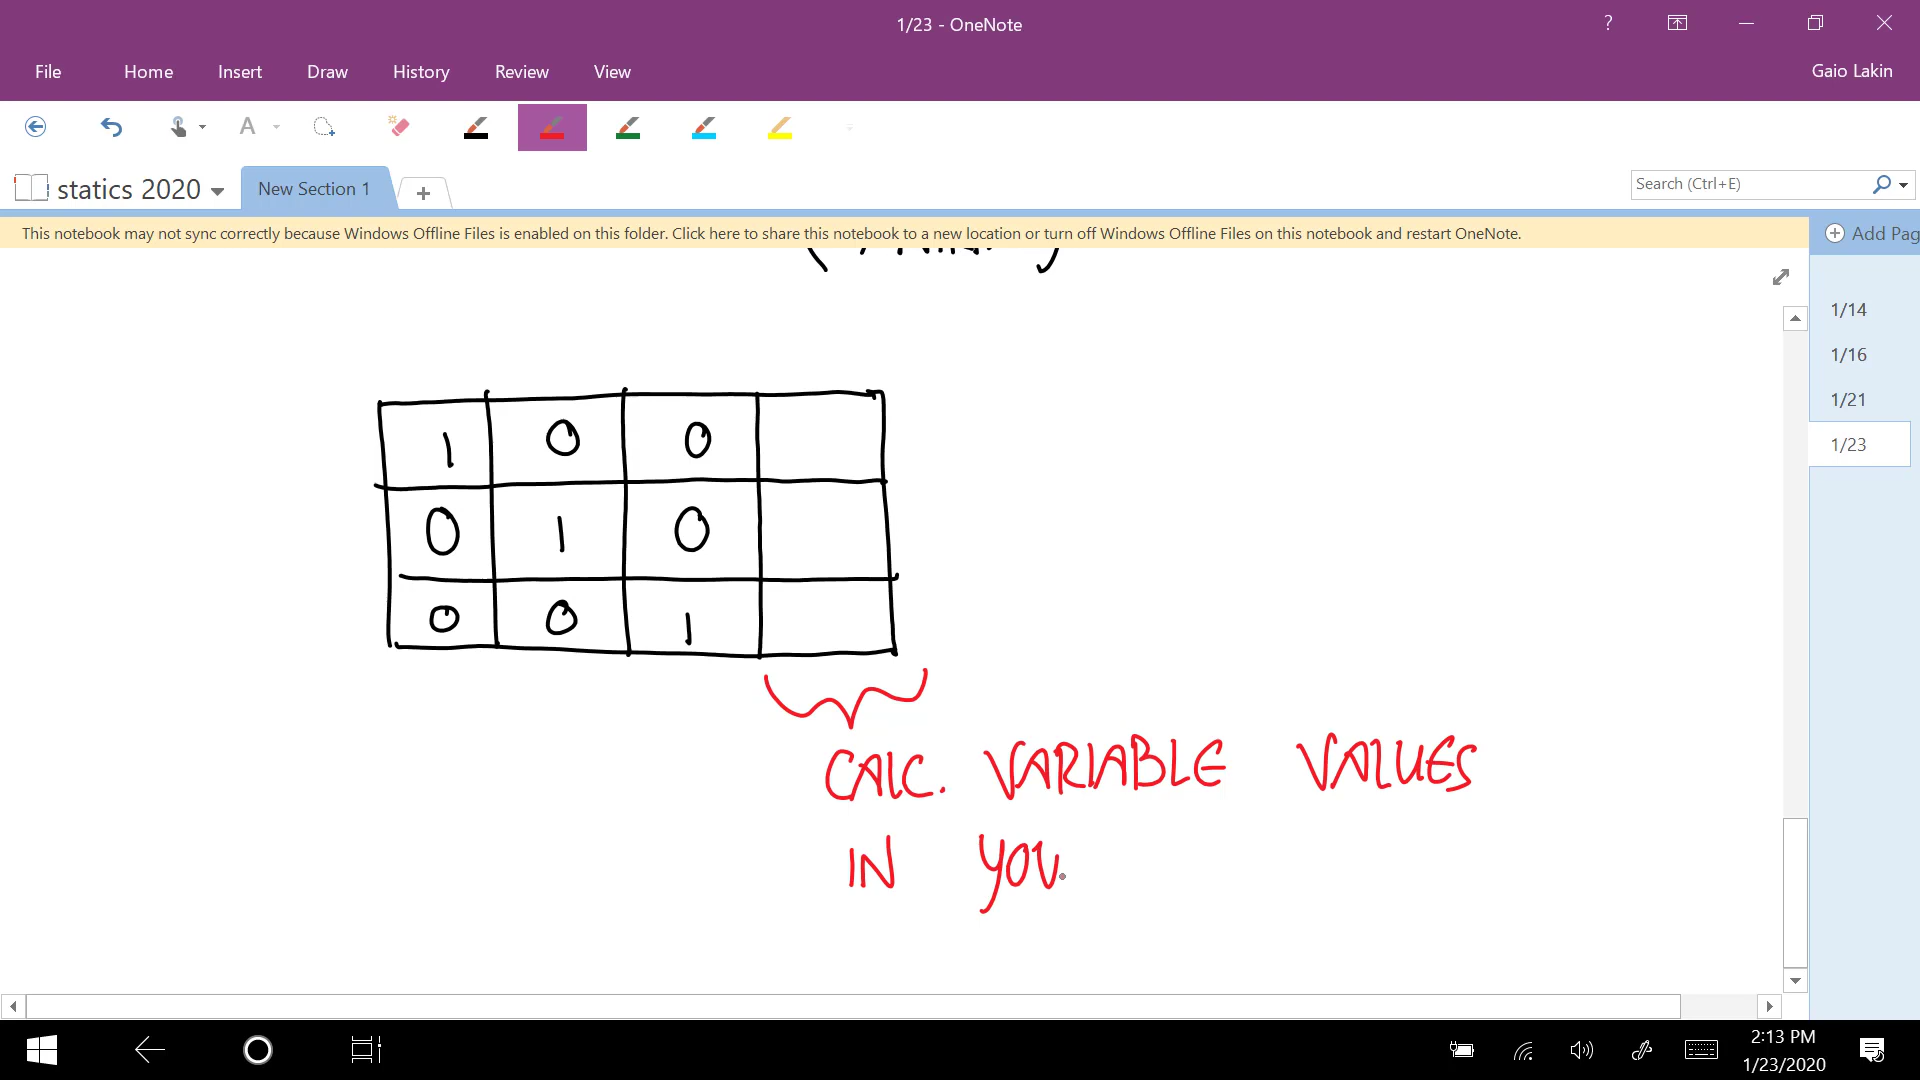 1/23 - OneNote
?
File Home Insert Draw History Review View
Gaio Lakin
A
statics 2020
New Section 1
+
Search (Ctrl+E)
This notebook may not sync correctly because Windows Offline Files is enabled on this folder. Click here to share this notebook to a new location or turn off Windows Offline Files on this notebook and restart OneNote.
Add Pag
1/14
1/16
1/21
1/23
1 0 0
0 1 0
0 0 1
CALC. VARIABLE VALUES
IN YOU
2:13 PM
1/23/2020